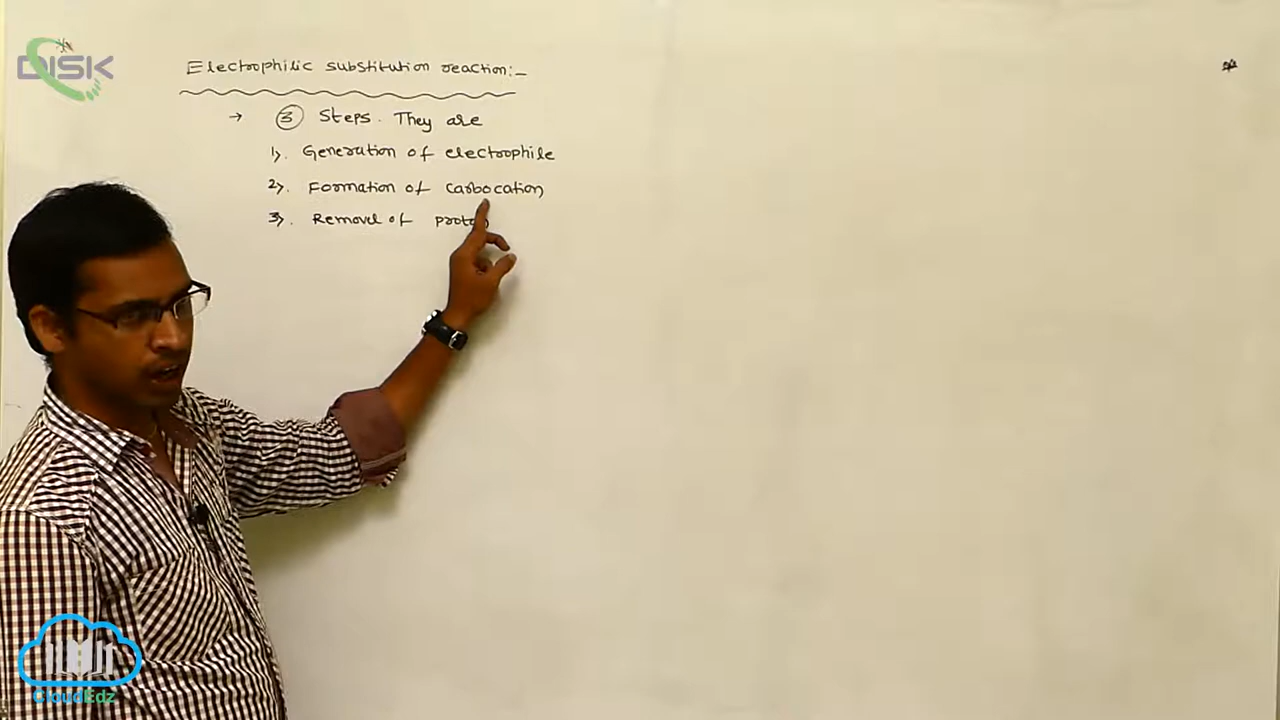 DISK
Electrophilic substitution reaction:-
→ 3 Steps. They are
1). Generation of electrophile
2). Formation of Carbocation
3). Removal of proton
CloudEdz